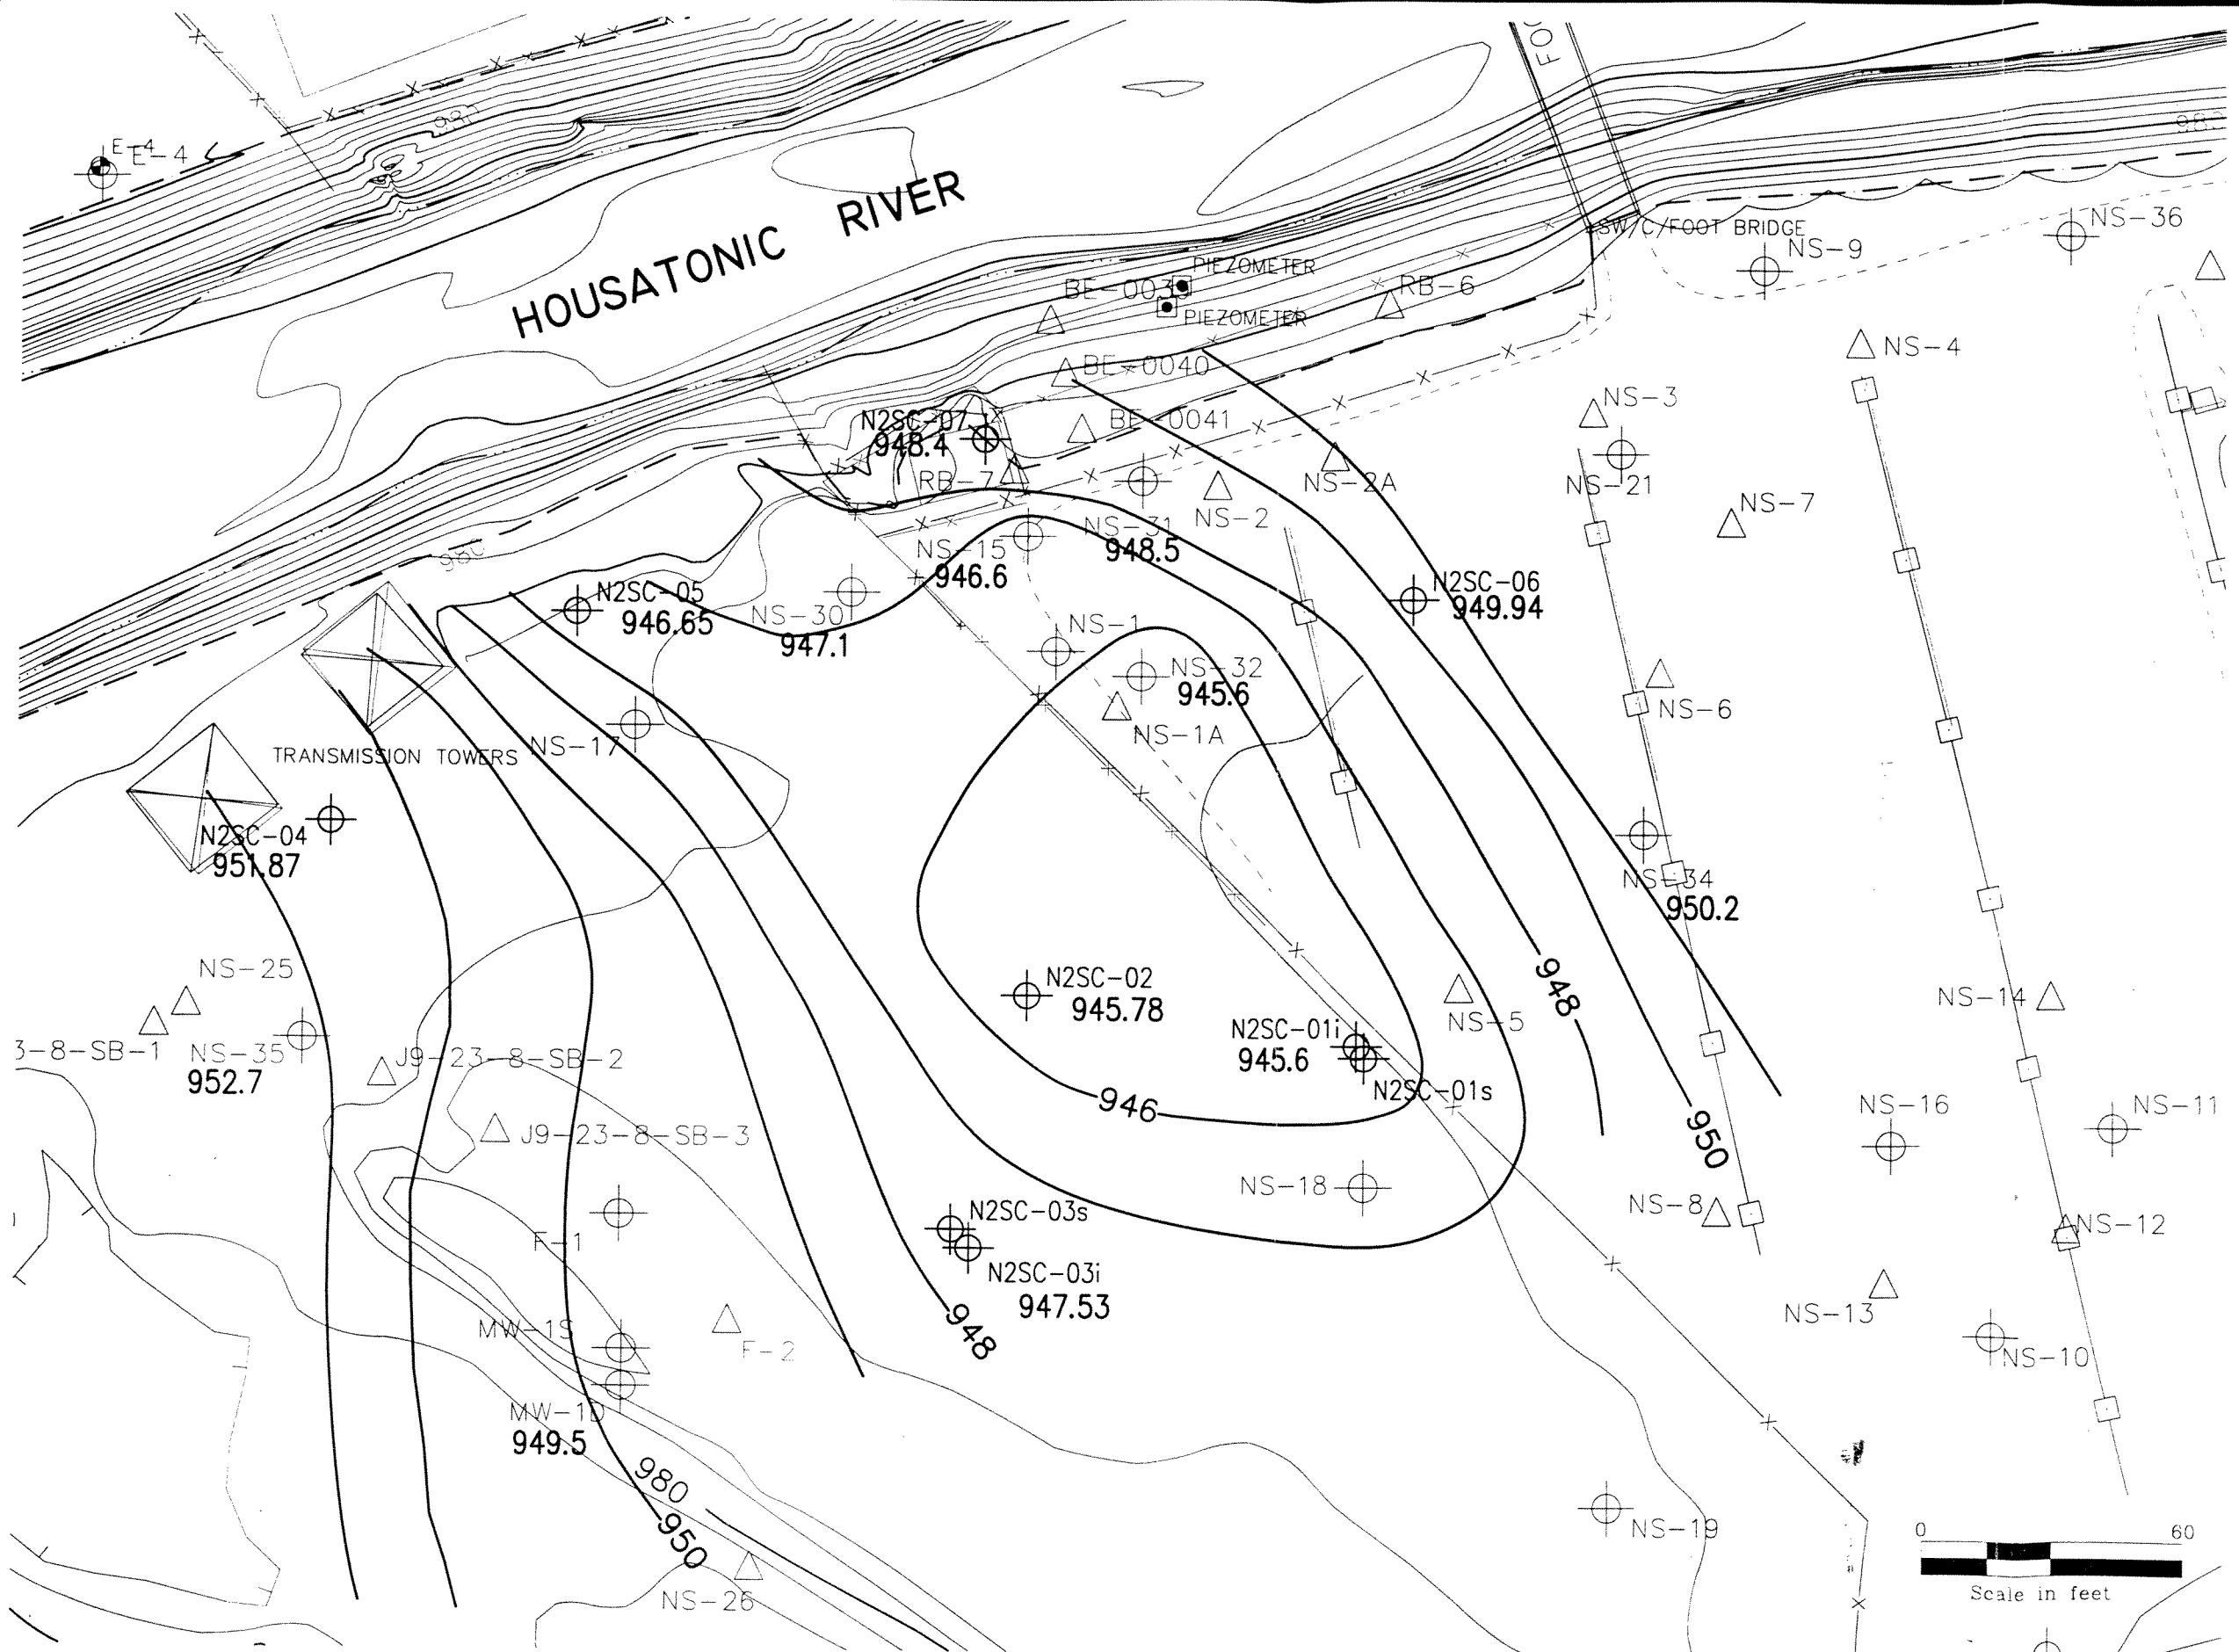 FOO
982
E-4
E-4
HOUSATONIC RIVER
SW/C/FOOT BRIDGE
NS-36
NS-9
PIEZOMETER
PIEZOMETER
RB-6
BE-0040
BE-0041
NS-4
NS-3
N2SC-07
948.4
RB-7
NS-2A
NS-21
NS-7
NS-2
NS-31
948.5
NS-15
946.6
980
N2SC-05
946.65
NS-30
947.1
N2SC-06
949.94
NS-1
NS-32
945.6
NS-1A
NS-6
NS-17
TRANSMISSION TOWERS
N2SC-04
951.87
NS-34
950.2
NS-25
948
N2SC-02
945.78
NS-14
NS-5
3-8-SB-1
NS-35
952.7
J9-23-8-SB-2
N2SC-01i
945.6
N2SC-01s
946
950
NS-16
NS-11
J9-23-8-SB-3
NS-18
NS-8
N2SC-03s
NS-12
F-1
N2SC-03i
947.53
NS-13
948
MW-1S
F-2
NS-10
MW-1D
949.5
980
950
NS-19
NS-26
0 60
Scale in feet